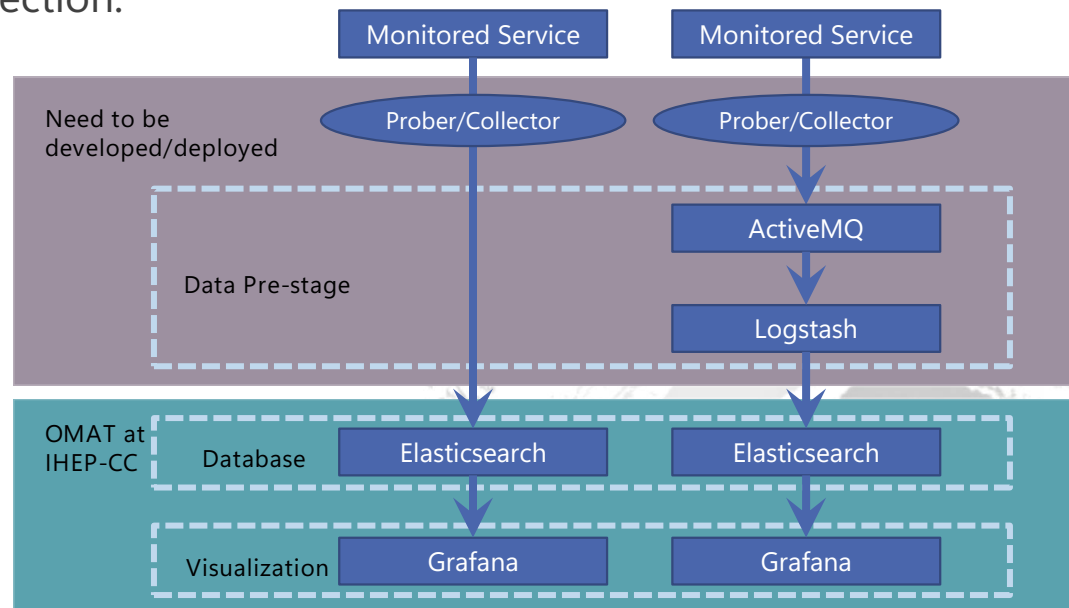 ection.
Monitored Service
Monitored Service
Need to be
developed/deployed
Prober/Collector
Prober/Collector
ActiveMQ
Data Pre-stage
Logstash
OMAT at
IHEP-CC
Database
Elasticsearch
Elasticsearch
Visualization
Grafana
Grafana